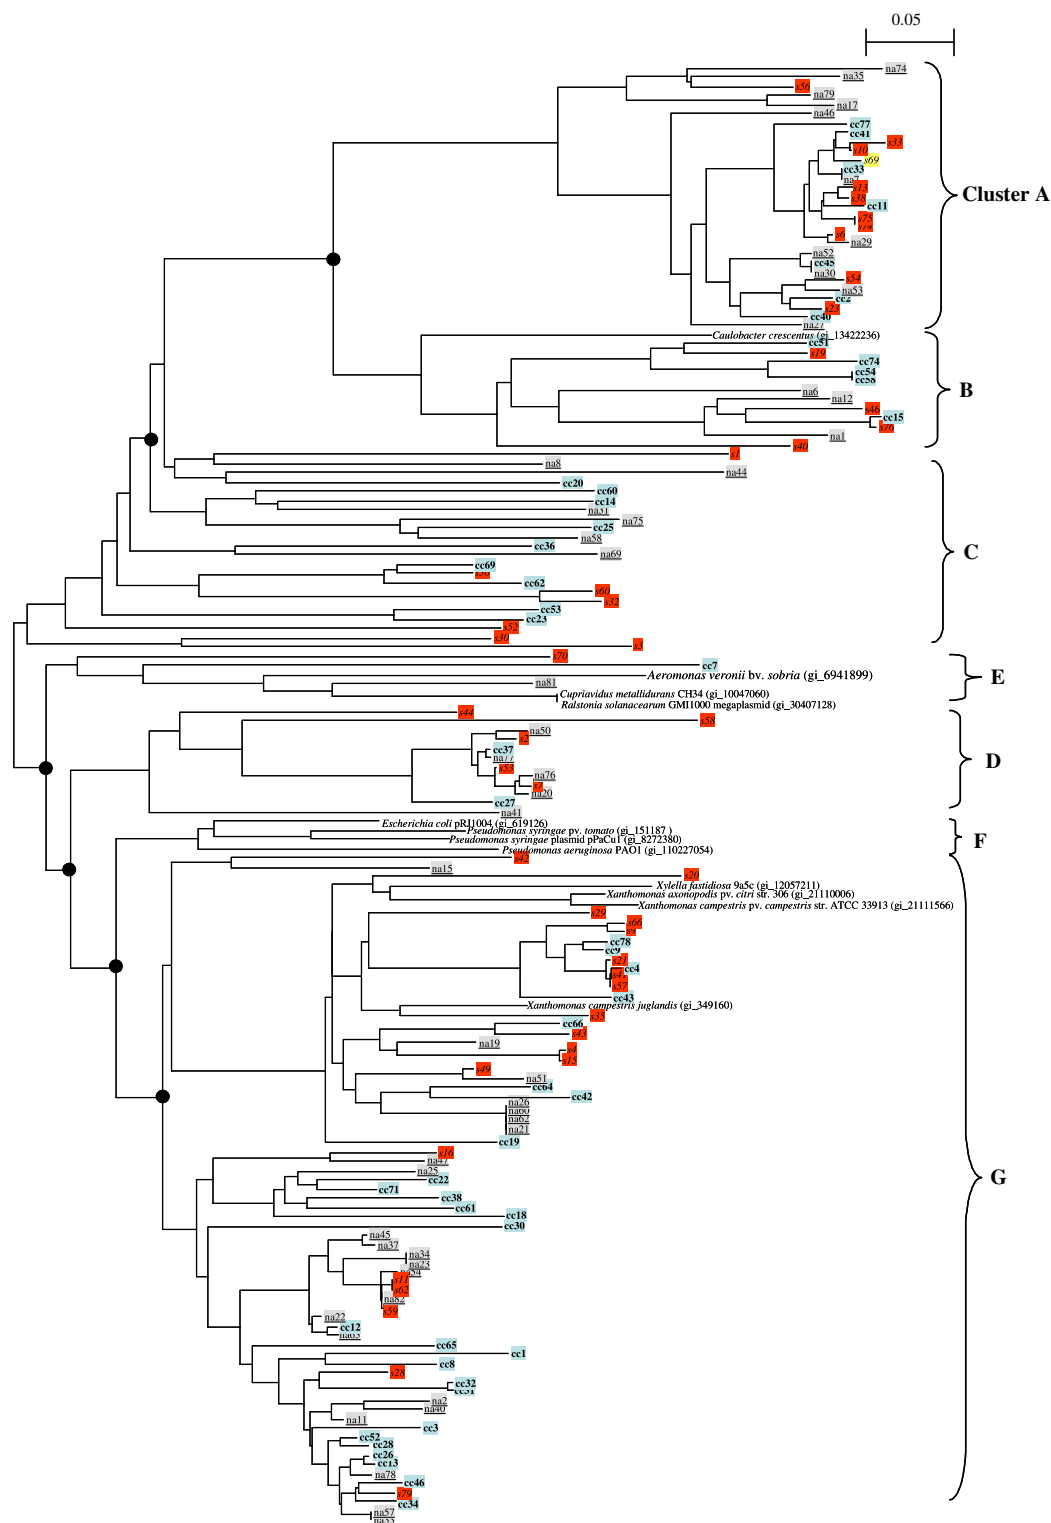 0.05
na74
na35
s56
na79
na17
na46
cc77
cc41
s33
s10
s69
cc33
na7
s13
s38
cc11
s75
Cluster A
s6
na29
na52
cc45
na30
s54
na53
cc2
s23
cc40
na27
Caulobacter crescentus (gi_13422236)
cc51
s19
cc74
cc54
cc58
B
na6
na12
s46
cc15
s76
na1
s40
s1
na8
na44
cc20
cc60
cc14
na31
na75
cc25
na58
cc36
C
na69
cc69
cc62
s60
s32
cc53
cc23
s52
s30
s3
s70
cc7
Aeromonas veronii bv. sobria (gi_6941899)
E
na81
Cupriavidus metallidurans CH34 (gi_10047060)
Ralstonia solanacearum GMI1000 megaplasmid (gi_30407128)
s44
s58
na50
s2
cc37
na77
D
s53
na76
s7
na20
cc27
na41
Escherichia coli pRJ1004 (gi_619126)
Pseudomonas syringae pv. tomato (gi_151187 )
Pseudomonas syringae plasmid pPaCu1 (gi_8272380)
F
Pseudomonas aeruginosa PAO1 (gi_110227054)
s42
na15
s20
Xylella fastidiosa 9a5c (gi_12057211)
Xanthomonas axonopodis pv. citri str. 306 (gi_21110006)
Xanthomonas campestris pv. campestris str. ATCC 33913 (gi_21111566)
s29
s66
s9
cc78
cc9
s21
cc4
s41
s57
cc43
Xanthomonas campestris juglandis (gi_349160)
s35
cc66
s43
na19
s4
s15
s49
na51
cc64
cc42
na26
na60
na62
na21
cc19
s16
na47
na25
cc22
G
cc71
cc38
cc61
cc18
cc30
na45
na37
na34
na23
na54
s11
s62
na82
s59
na22
cc12
na63
cc65
cc1
cc8
s28
cc32
cc31
na2
na40
na11
cc3
cc52
cc28
cc26
cc13
na78
cc46
s79
cc34
na57